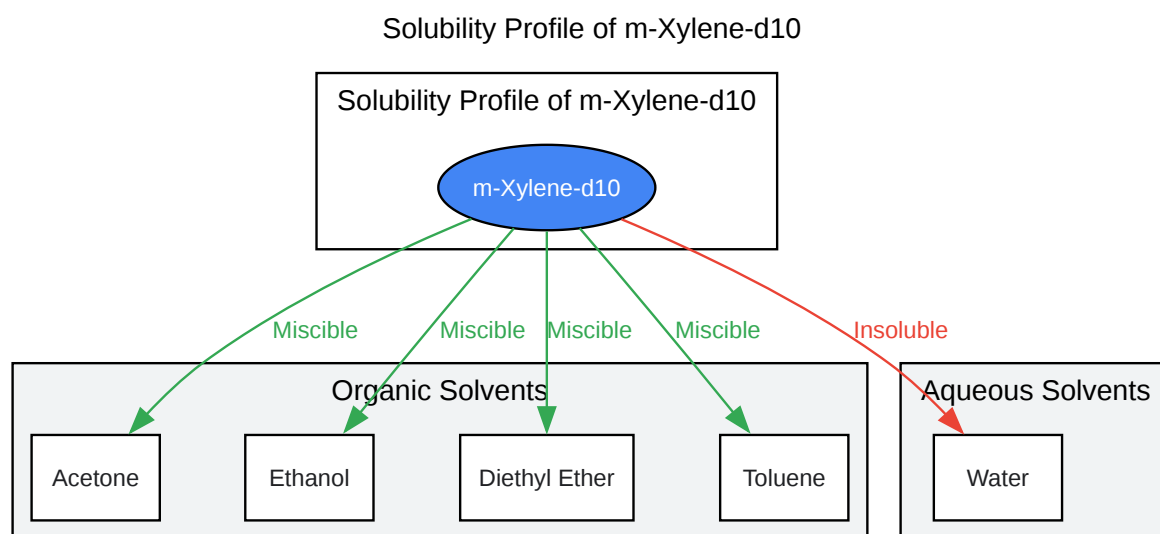 Solubility Profile of m-Xylene-d10
Solubility Profile of m-Xylene-d10
m-Xylene-d10
Miscible
Miscible
Miscible
Miscible
Insoluble
Organic Solvents
Aqueous Solvents
Acetone
Ethanol
Diethyl Ether
Toluene
Water